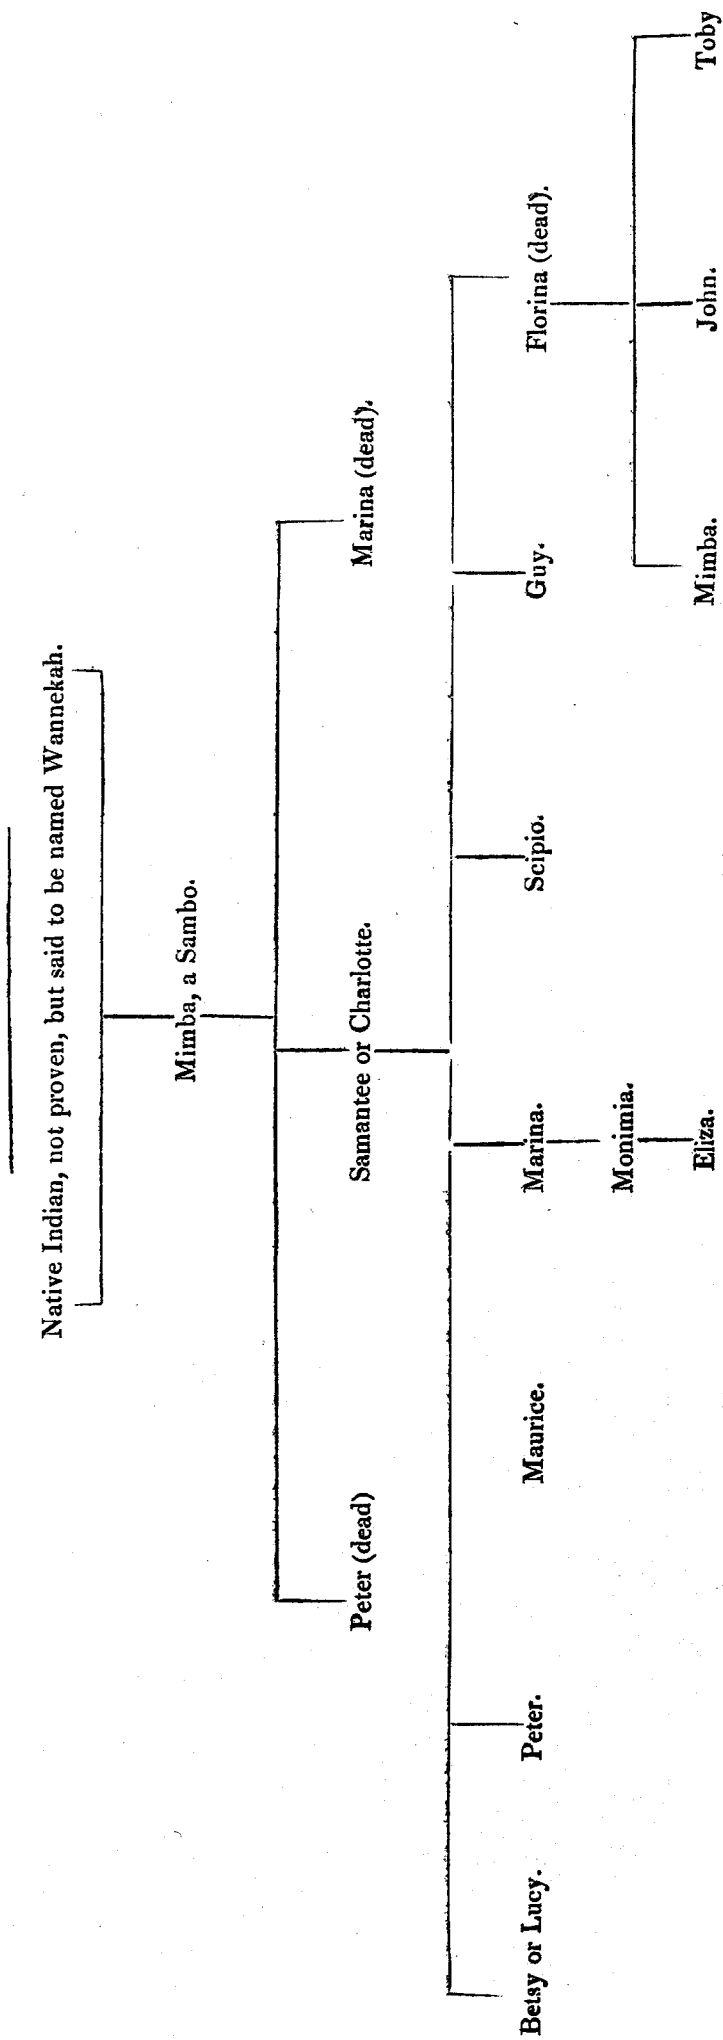 Native Indian, not proven, but said to be named Wannekah.
Mimba, a Sambo.
Peter (dead)
Samantee or Charlotte.
Marina (dead).
Betsy or Lucy.
Peter.
Maurice.
Marina.
Scipio.
Guy.
Florina (dead).
Monimia.
Eliza.
Mimba.
John.
Toby